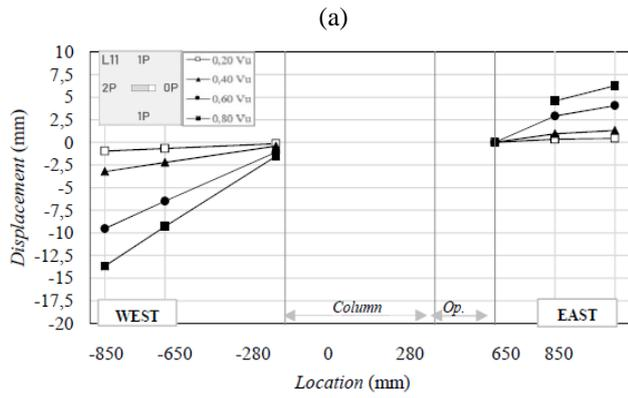 (a)
10
7,5
5
2,5
0
-2,5
-5
-7,5
-10
-12,5
-15
-17,5
-20
Displacement (mm)
L11 1P
2P 0P
1P
0,20 Vu
0,40 Vu
0,60 Vu
0,80 Vu
WEST
Column
Op.
EAST
-850 -650 -280 0 280 650 850
Location (mm)